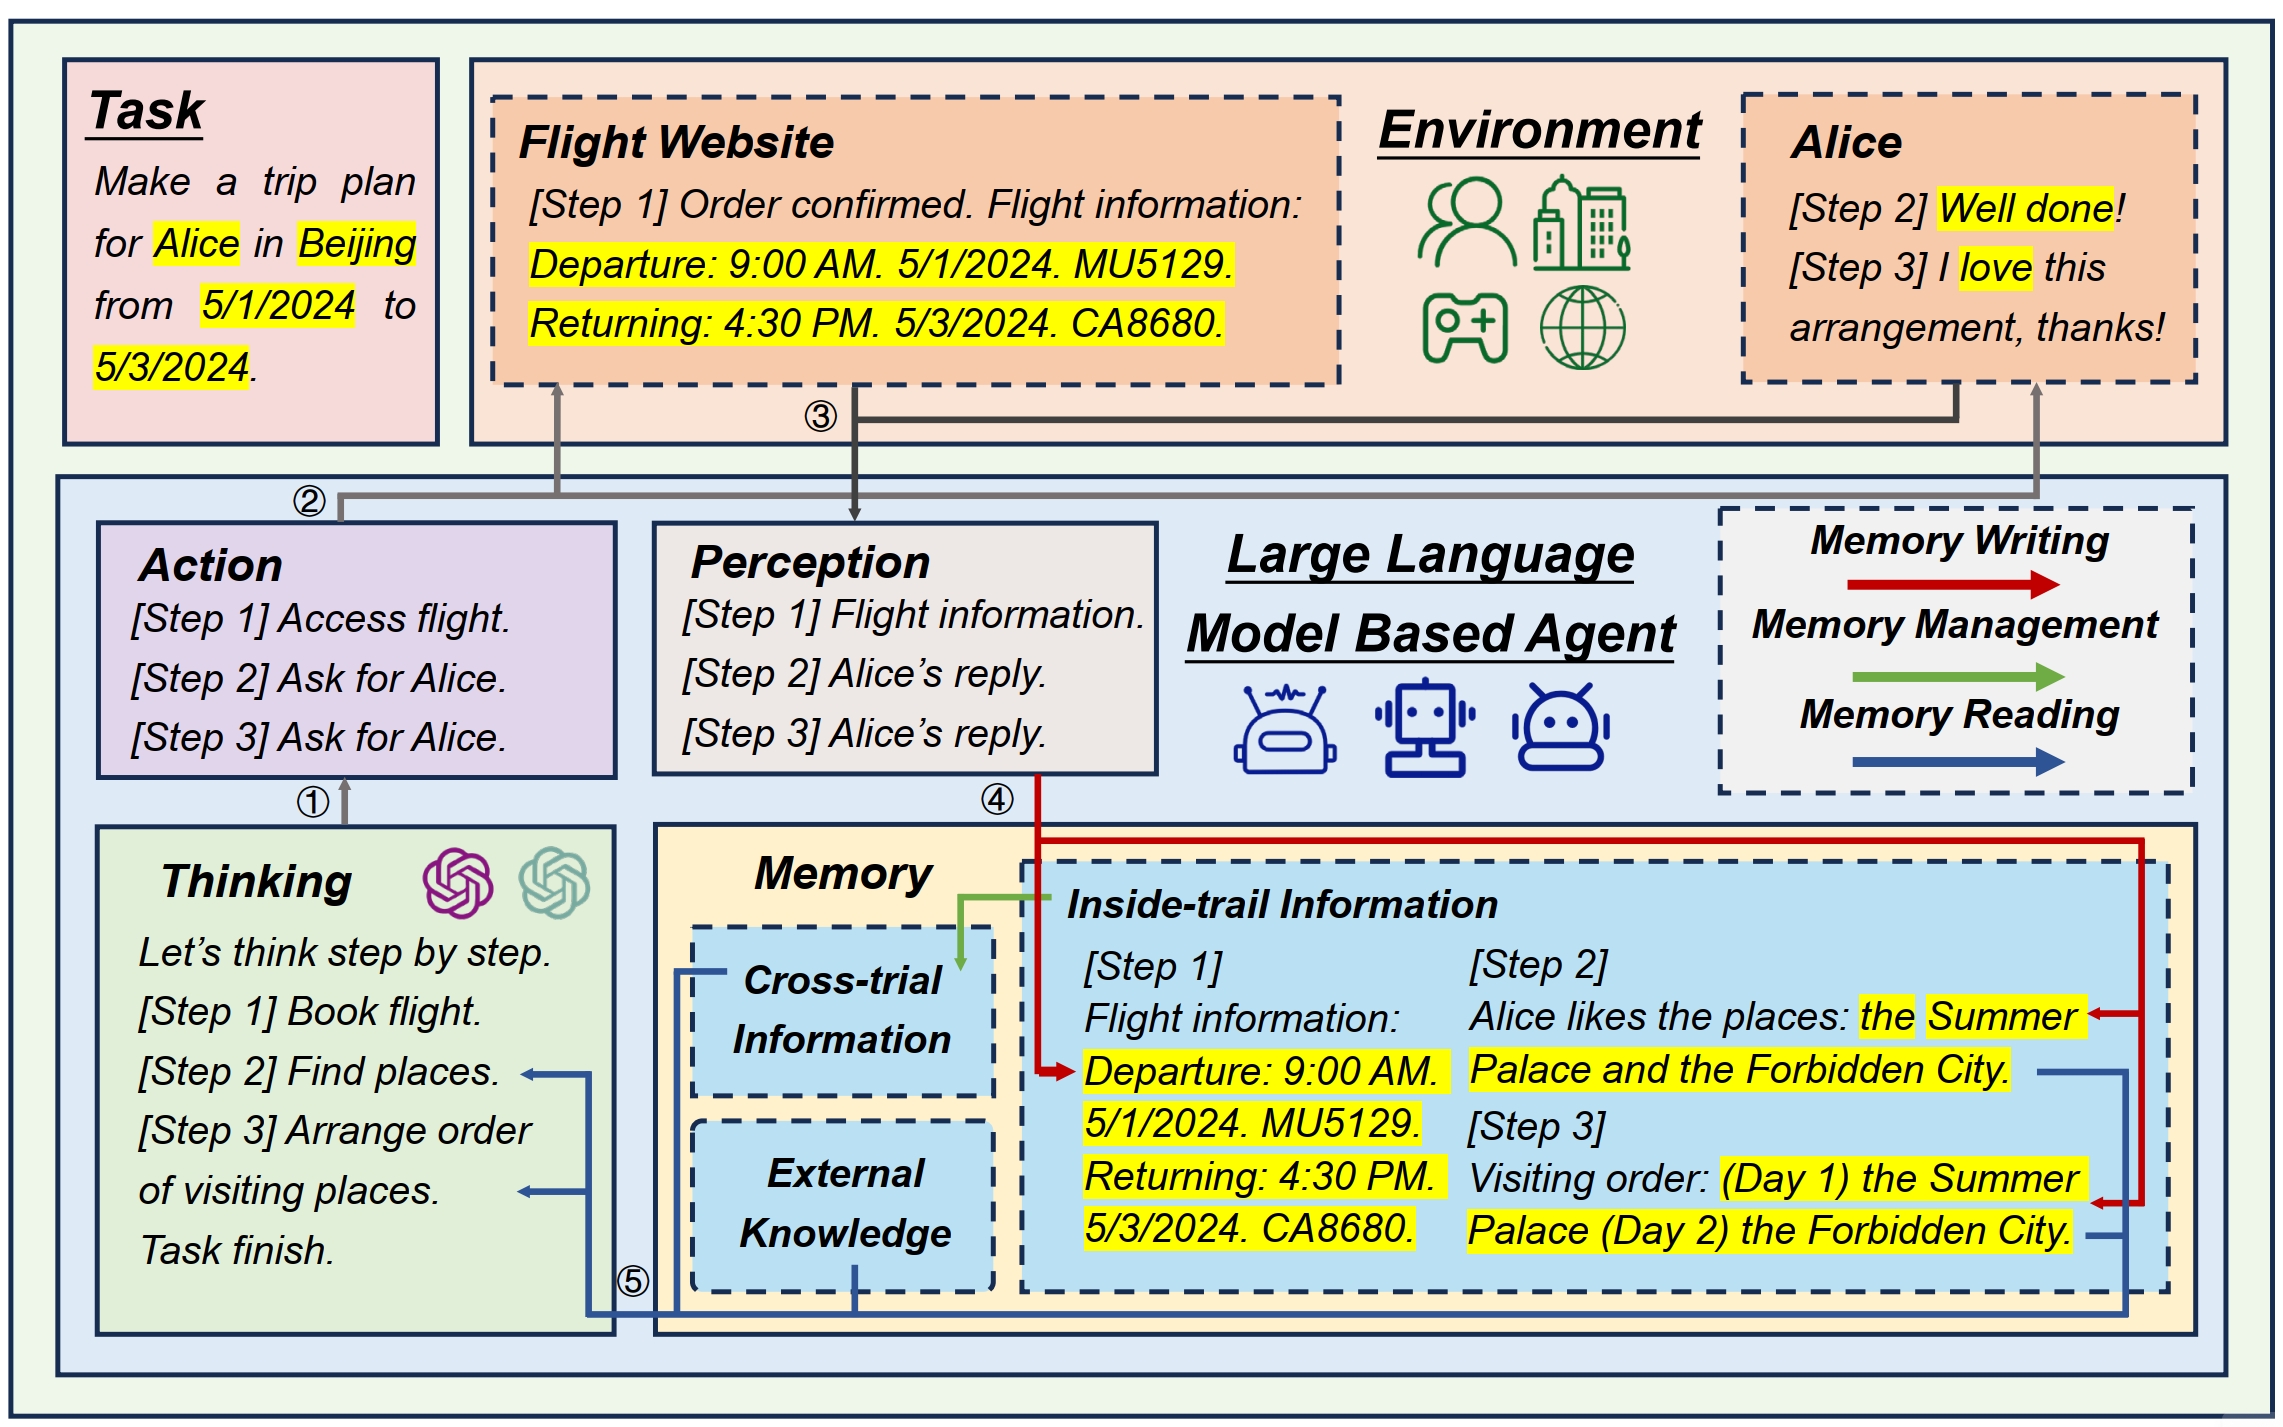 Task
Make a trip plan
for Alice in Beijing
from 5/1/2024 to
5/3/2024.
Flight Website
[Step 1] Order confirmed. Flight information:
Departure: 9:00 AM. 5/1/2024. MU5129.
Returning: 4:30 PM. 5/3/2024. CA8680.
Environment
Alice
[Step 2] Well done!
[Step 3] I love this
arrangement, thanks!
③
②
Action
[Step 1] Access flight.
[Step 2] Ask for Alice.
[Step 3] Ask for Alice.
Perception
[Step 1] Flight information.
[Step 2] Alice’s reply.
[Step 3] Alice’s reply.
Large Language
Model Based Agent
Memory Writing
Memory Management
Memory Reading
①
④
Thinking
Let’s think step by step.
[Step 1] Book flight.
[Step 2] Find places.
[Step 3] Arrange order
of visiting places.
Task finish.
⑤
Memory
Cross-trial
Information
External
Knowledge
Inside-trail Information
[Step 1]
Flight information:
Departure: 9:00 AM.
5/1/2024. MU5129.
Returning: 4:30 PM.
5/3/2024. CA8680.
[Step 2]
Alice likes the places: the Summer
Palace and the Forbidden City.
[Step 3]
Visiting order: (Day 1) the Summer
Palace (Day 2) the Forbidden City.